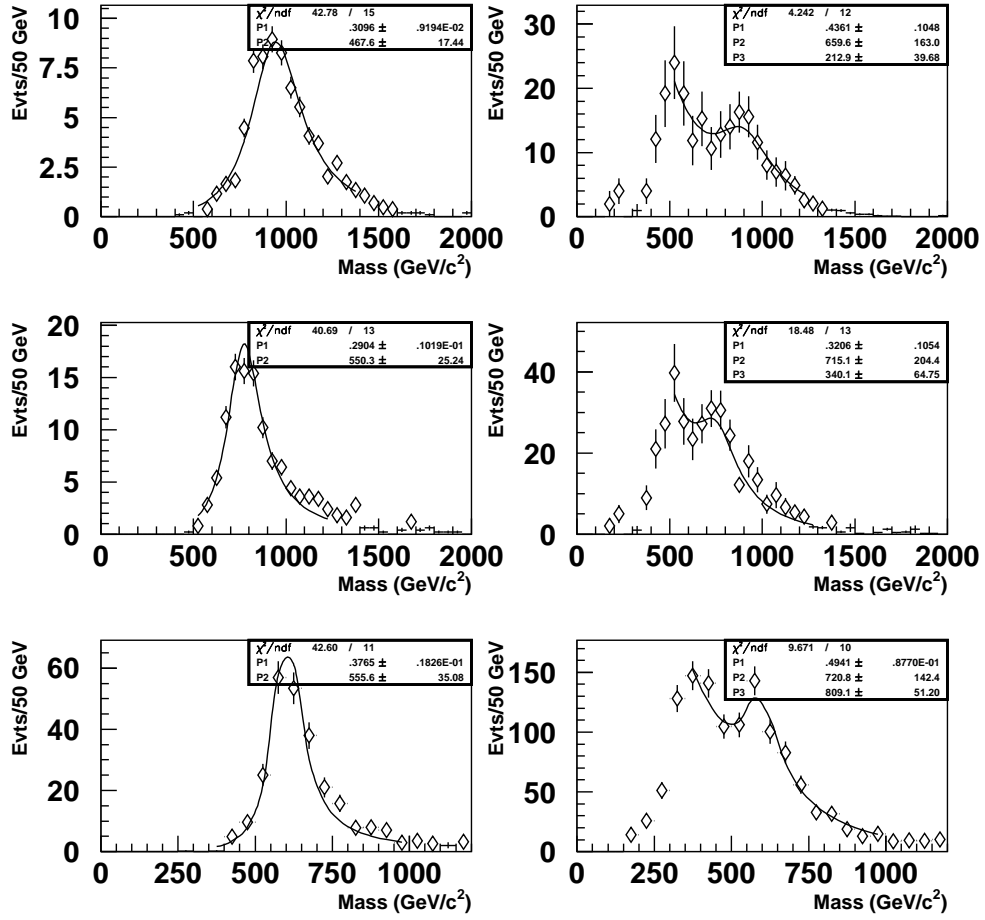 Evts/50 GeV
10
7.5
5
2.5
0
χ²/ndf 42.78 / 15
P1 .3096 ± .9194E-02
P2 467.6 ± 17.44
0 500 1000 1500 2000
Mass (GeV/c²)
Evts/50 GeV
30
20
10
0
χ²/ndf 4.242 / 12
P1 .4361 ± .1048
P2 659.6 ± 163.0
P3 212.9 ± 39.68
0 500 1000 1500 2000
Mass (GeV/c²)
Evts/50 GeV
20
15
10
5
0
χ²/ndf 40.69 / 13
P1 .2904 ± .1019E-01
P2 550.3 ± 25.24
0 500 1000 1500 2000
Mass (GeV/c²)
Evts/50 GeV
40
20
0
χ²/ndf 18.48 / 13
P1 .3206 ± .1054
P2 715.1 ± 204.4
P3 340.1 ± 64.75
0 500 1000 1500 2000
Mass (GeV/c²)
Evts/50 GeV
60
40
20
0
χ²/ndf 42.60 / 11
P1 .3765 ± .1826E-01
P2 555.6 ± 35.08
0 250 500 750 1000
Mass (GeV/c²)
Evts/50 GeV
150
100
50
0
χ²/ndf 9.671 / 10
P1 .4941 ± .8770E-01
P2 720.8 ± 142.4
P3 809.1 ± 51.20
0 250 500 750 1000
Mass (GeV/c²)